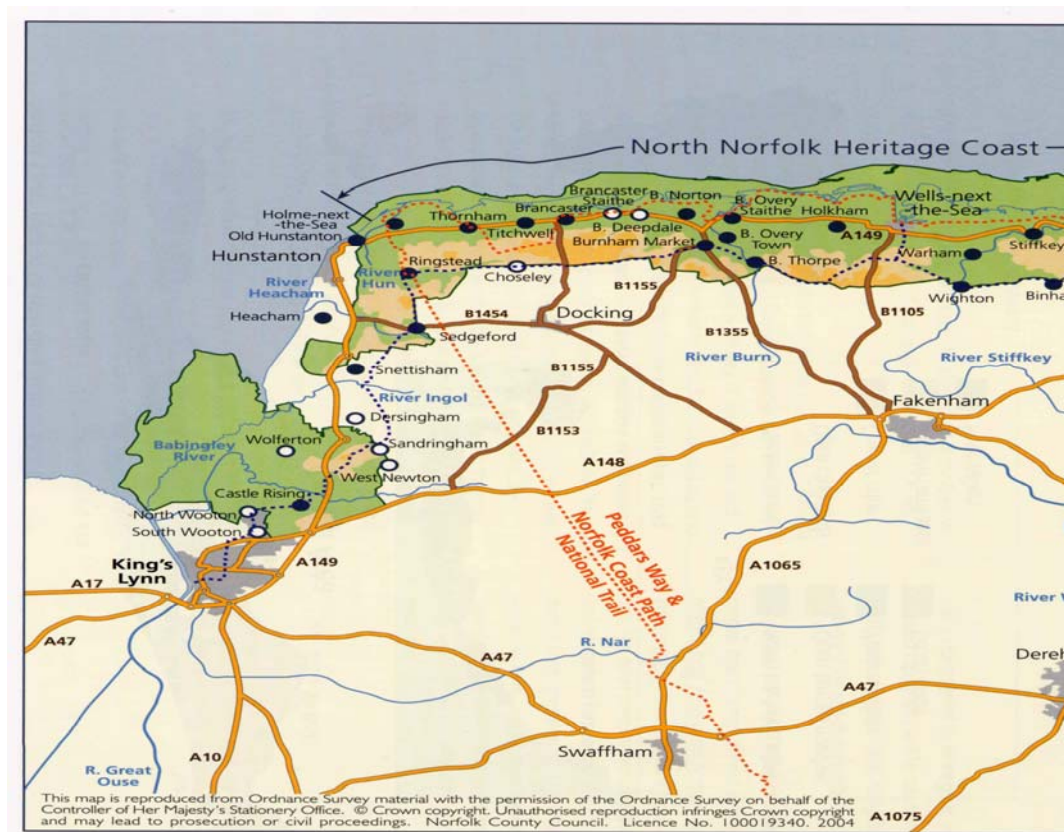 North Norfolk Heritage Coast
Brancaster
Staithe
B. Norton
B. Overy
Staithe
Wells-next
-the-Sea
Holme-next
-the-Sea
Thornham
Brancaster
Holkham
Old Hunstanton
Titchwell
B. Deepdale
Burnham Market
B. Overy
Town
A149
Stiffkey
Hunstanton
Ringstead
Choseley
B. Thorpe
Warham
River
Hun
River
Heacham
B1155
Wighton
Binha
Heacham
B1454
Docking
B1105
Sedgeford
B1355
River Burn
River Stiffkey
Snettisham
B1155
River Ingol
Fakenham
Dersingham
Wolferton
Sandringham
B1153
Babingley
River
A148
West Newton
Castle Rising
North Wooton
South Wooton
Peddars Way &
Norfolk Coast Path
National Trail
King's
Lynn
A149
A1065
A17
River W
A47
R. Nar
A47
Dereh
A47
Swaffham
A10
R. Great
Ouse
A1075
This map is reproduced from Ordnance Survey material with the permission of the Ordnance Survey on behalf of the
Controller of Her Majesty's Stationery Office. © Crown copyright. Unauthorised reproduction infringes Crown copyright
and may lead to prosecution or civil proceedings. Norfolk County Council. Licence No. 100019340. 2004